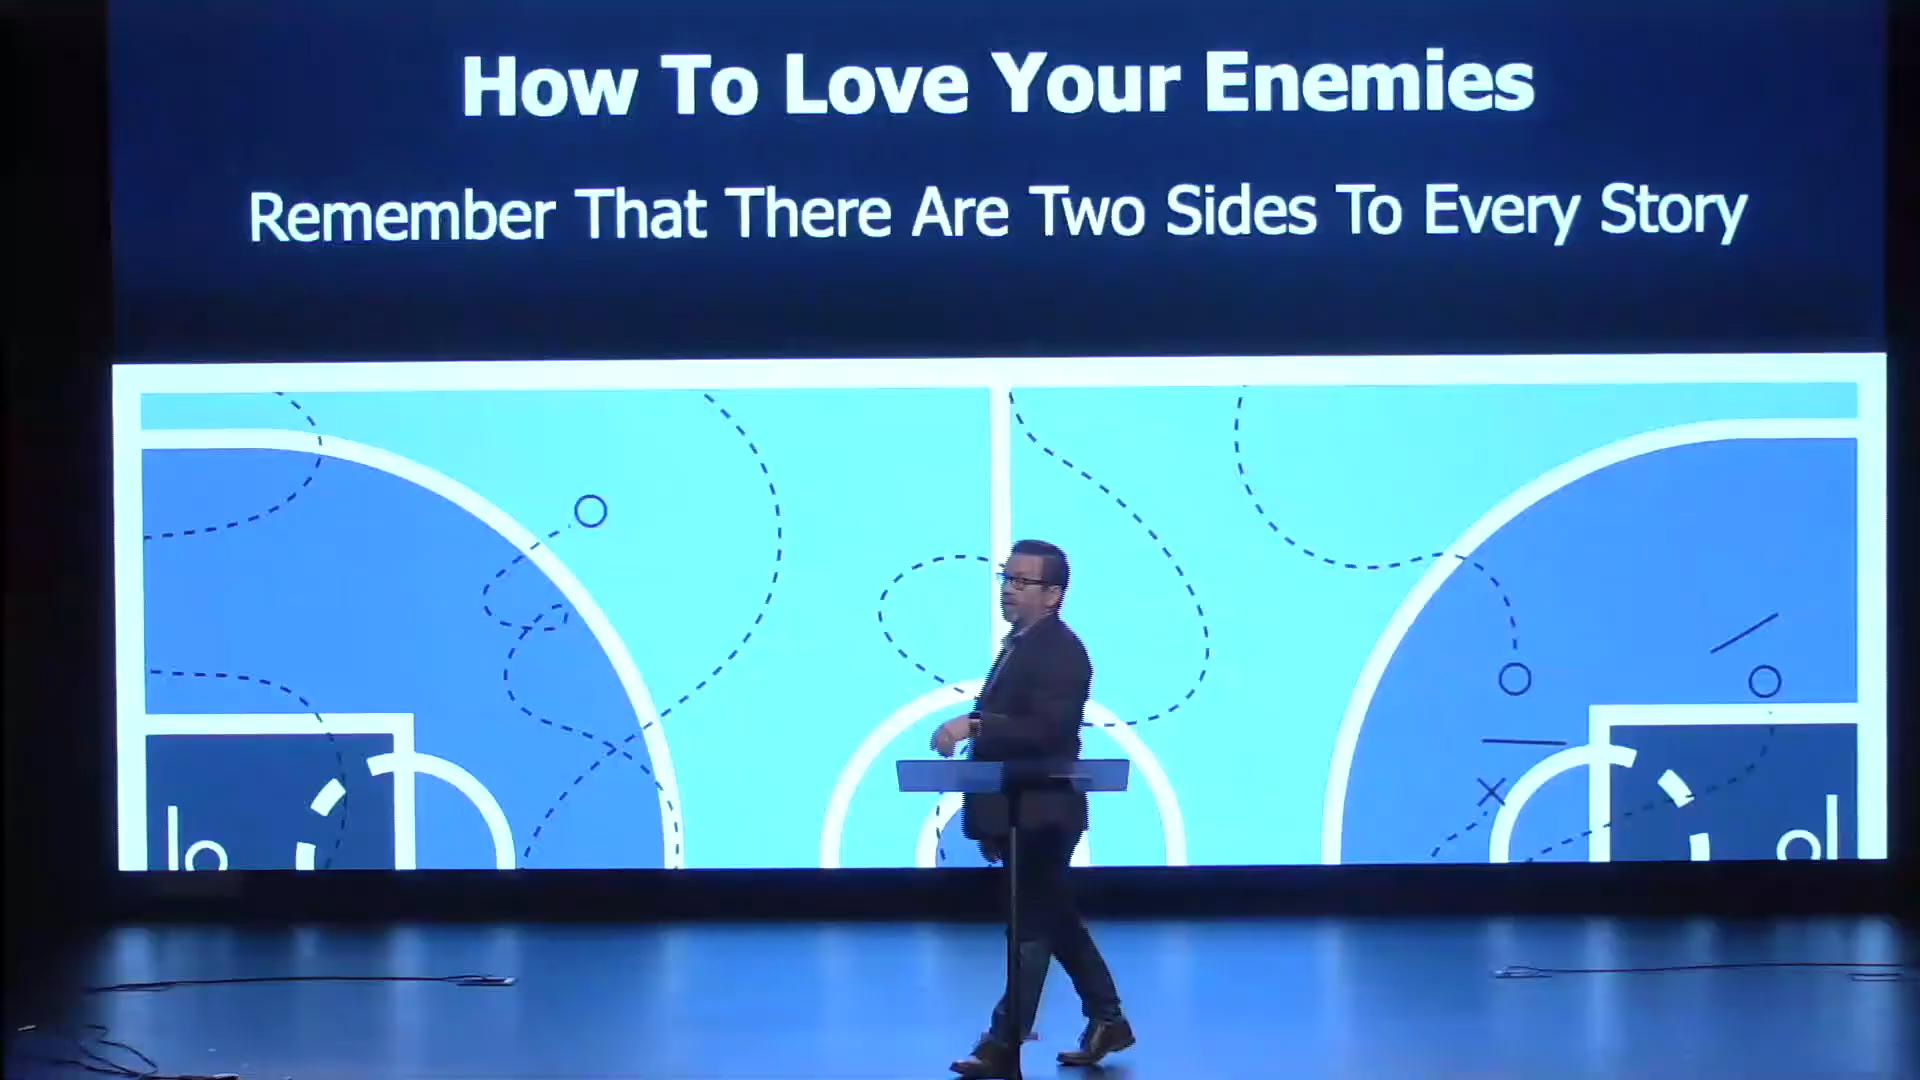 How To Love Your Enemies
Remember That There Are Two Sides To Every Story